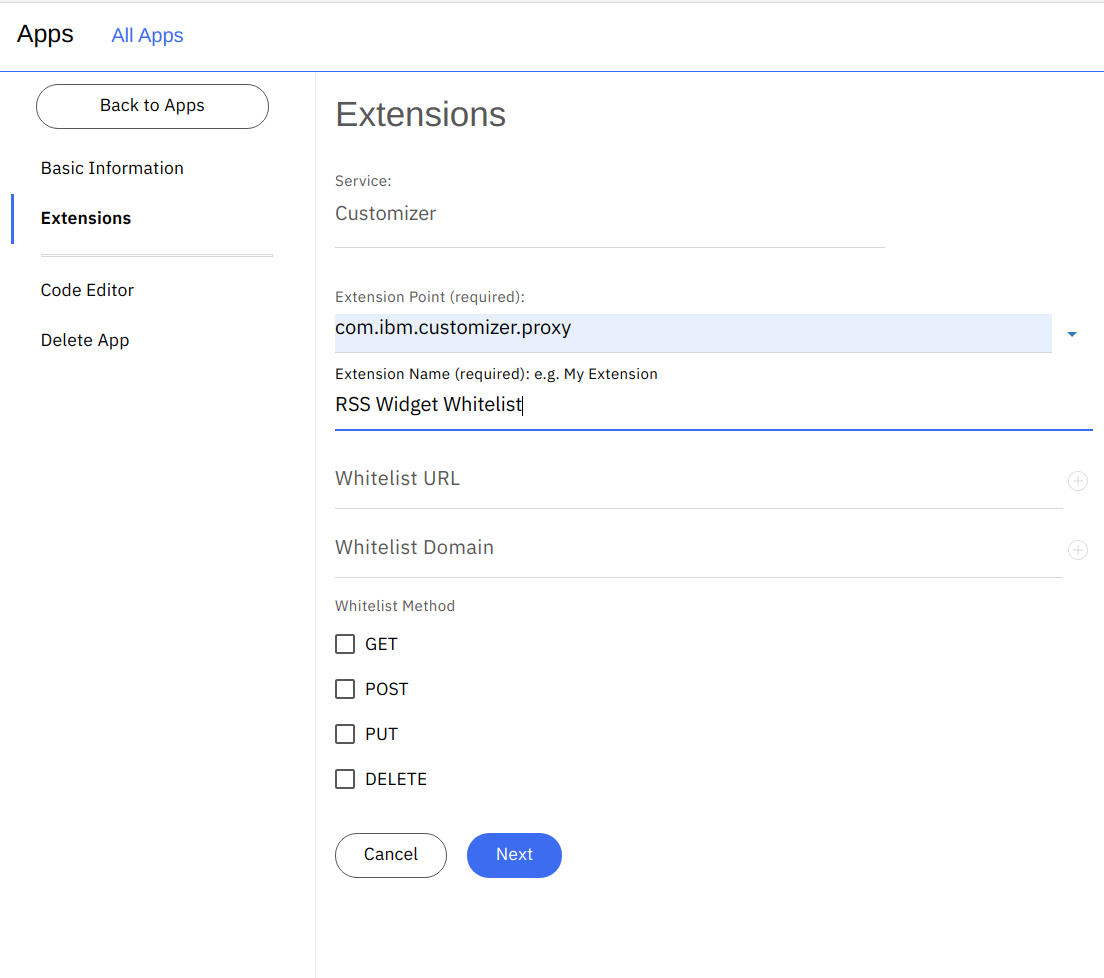 Apps
All Apps
Back to Apps
Basic Information
Extensions
Code Editor
Delete App
Extensions
Service:
Customizer
Extension Point (required):
com.ibm.customizer.proxy
Extension Name (required): e.g. My Extension
RSS Widget Whitelist
Whitelist URL
Whitelist Domain
Whitelist Method
GET
POST
PUT
DELETE
Cancel
Next